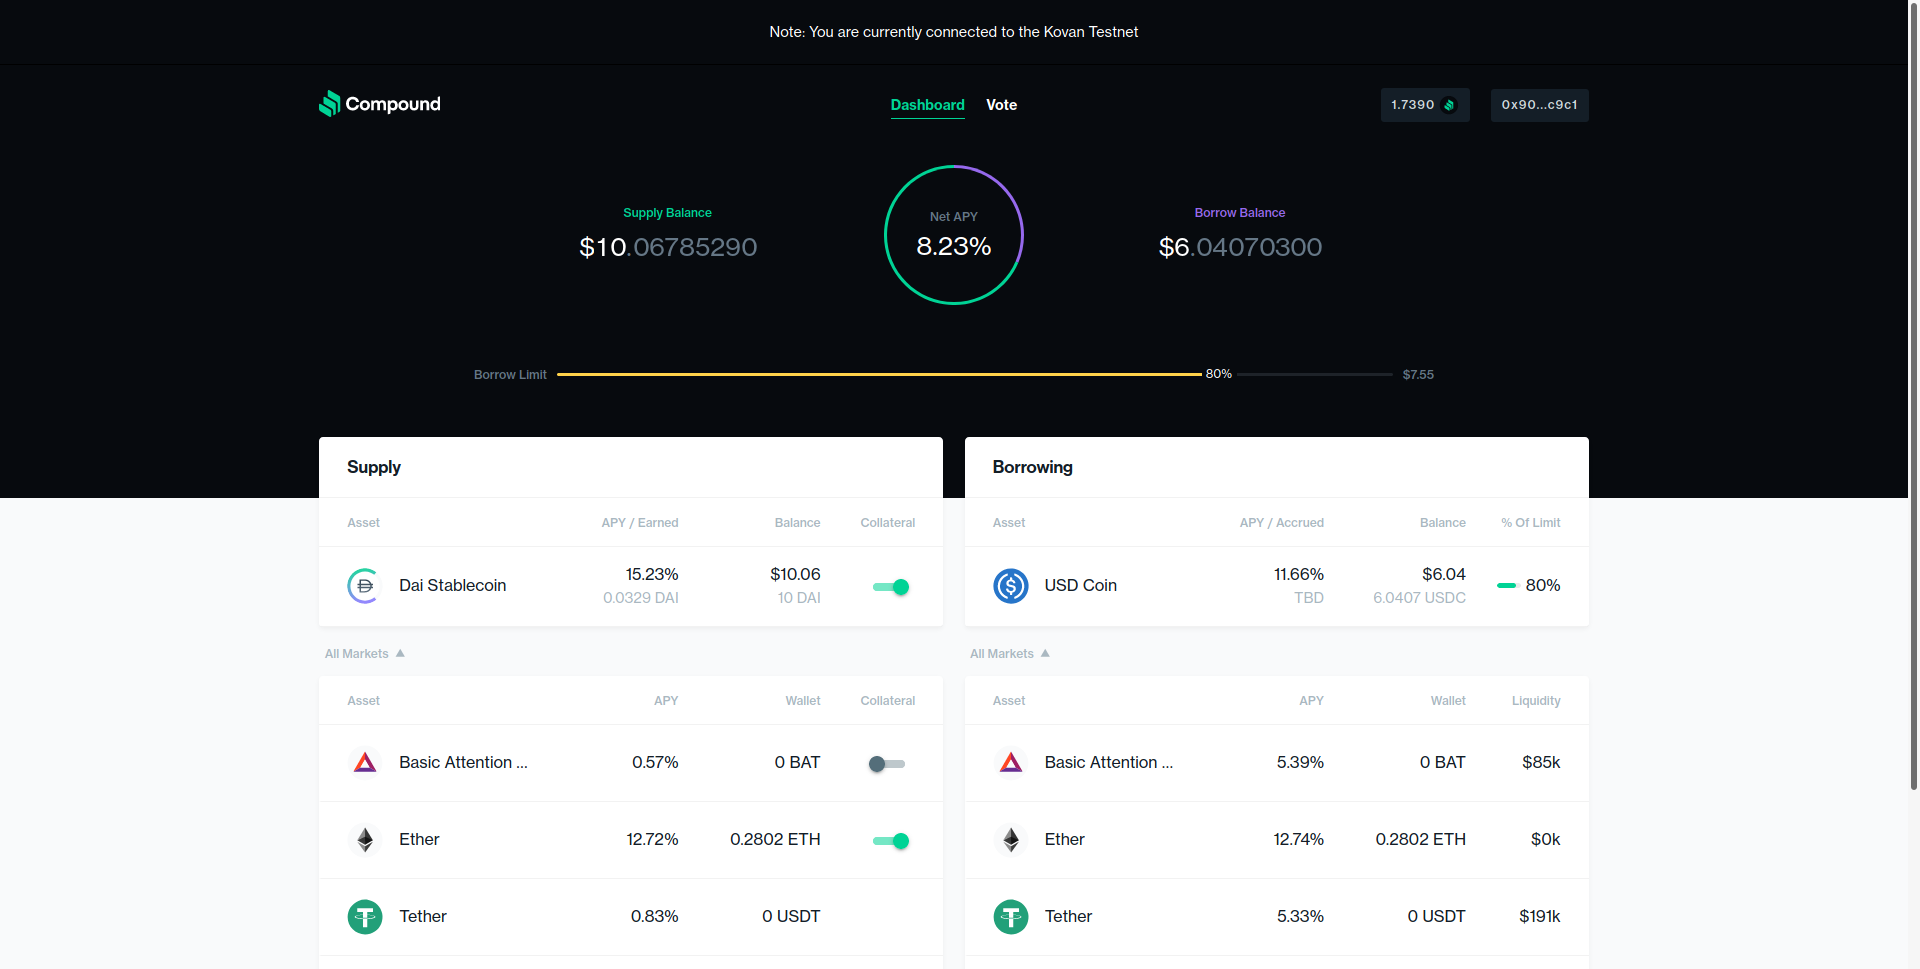 Note: You are currently connected to the Kovan Testnet
Compound
Dashboard Vote
1.7390 0x90...c9c1
Supply Balance
$10.06785290
Net APY
8.23%
Borrow Balance
$6.04070300
Borrow Limit 80% $7.55
Supply
Asset APY / Earned Balance Collateral
Dai Stablecoin 15.23% $10.06
0.0329 DAI 10 DAI
All Markets
Asset APY Wallet Collateral
Basic Attention ... 0.57% 0 BAT
Ether 12.72% 0.2802 ETH
Tether 0.83% 0 USDT
Borrowing
Asset APY / Accrued Balance % Of Limit
USD Coin 11.66% $6.04 80%
TBD 6.0407 USDC
All Markets
Asset APY Wallet Liquidity
Basic Attention ... 5.39% 0 BAT $85k
Ether 12.74% 0.2802 ETH $0k
Tether 5.33% 0 USDT $191k